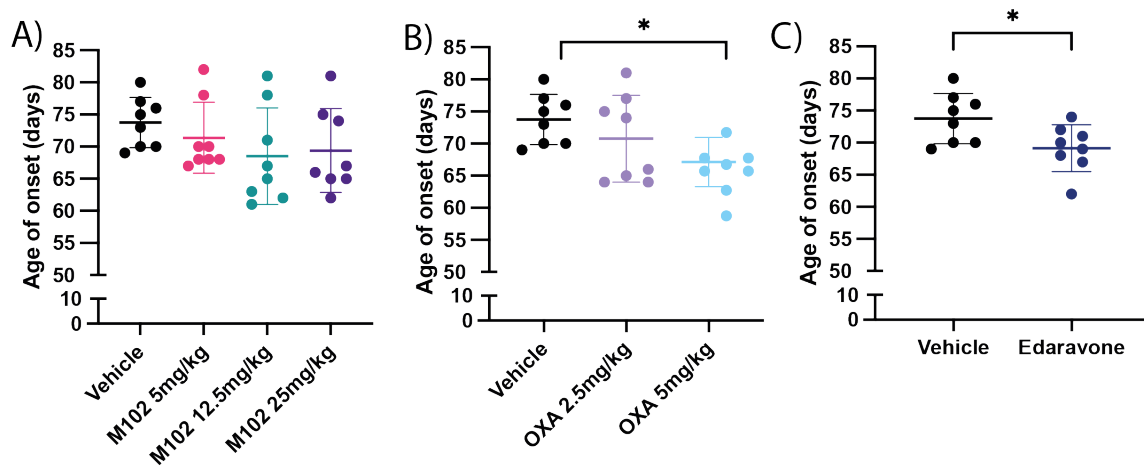 A)
Age of onset (days)
85
80
75
70
65
60
55
50
10
0
Vehicle
M102 5mg/kg
M102 12.5mg/kg
M102 25mg/kg
B)
*
Age of onset (days)
85
80
75
70
65
60
55
50
10
0
Vehicle
OXA 2.5mg/kg
OXA 5mg/kg
C)
*
Age of onset (days)
85
80
75
70
65
60
55
50
10
0
Vehicle
Edaravone